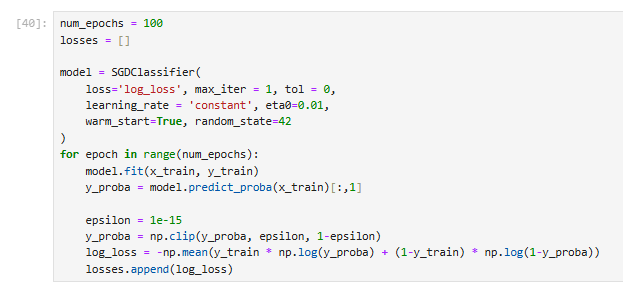 [40]: num_epochs = 100
losses = []
model = SGDClassifier(
loss='log_loss', max_iter = 1, tol = 0,
learning_rate = 'constant', eta0=0.01,
warm_start=True, random_state=42
)
for epoch in range(num_epochs):
model.fit(x_train, y_train)
y_proba = model.predict_proba(x_train)[:,1]
epsilon = 1e-15
y_proba = np.clip(y_proba, epsilon, 1-epsilon)
log_loss = -np.mean(y_train * np.log(y_proba) + (1-y_train) * np.log(1-y_proba))
losses.append(log_loss)